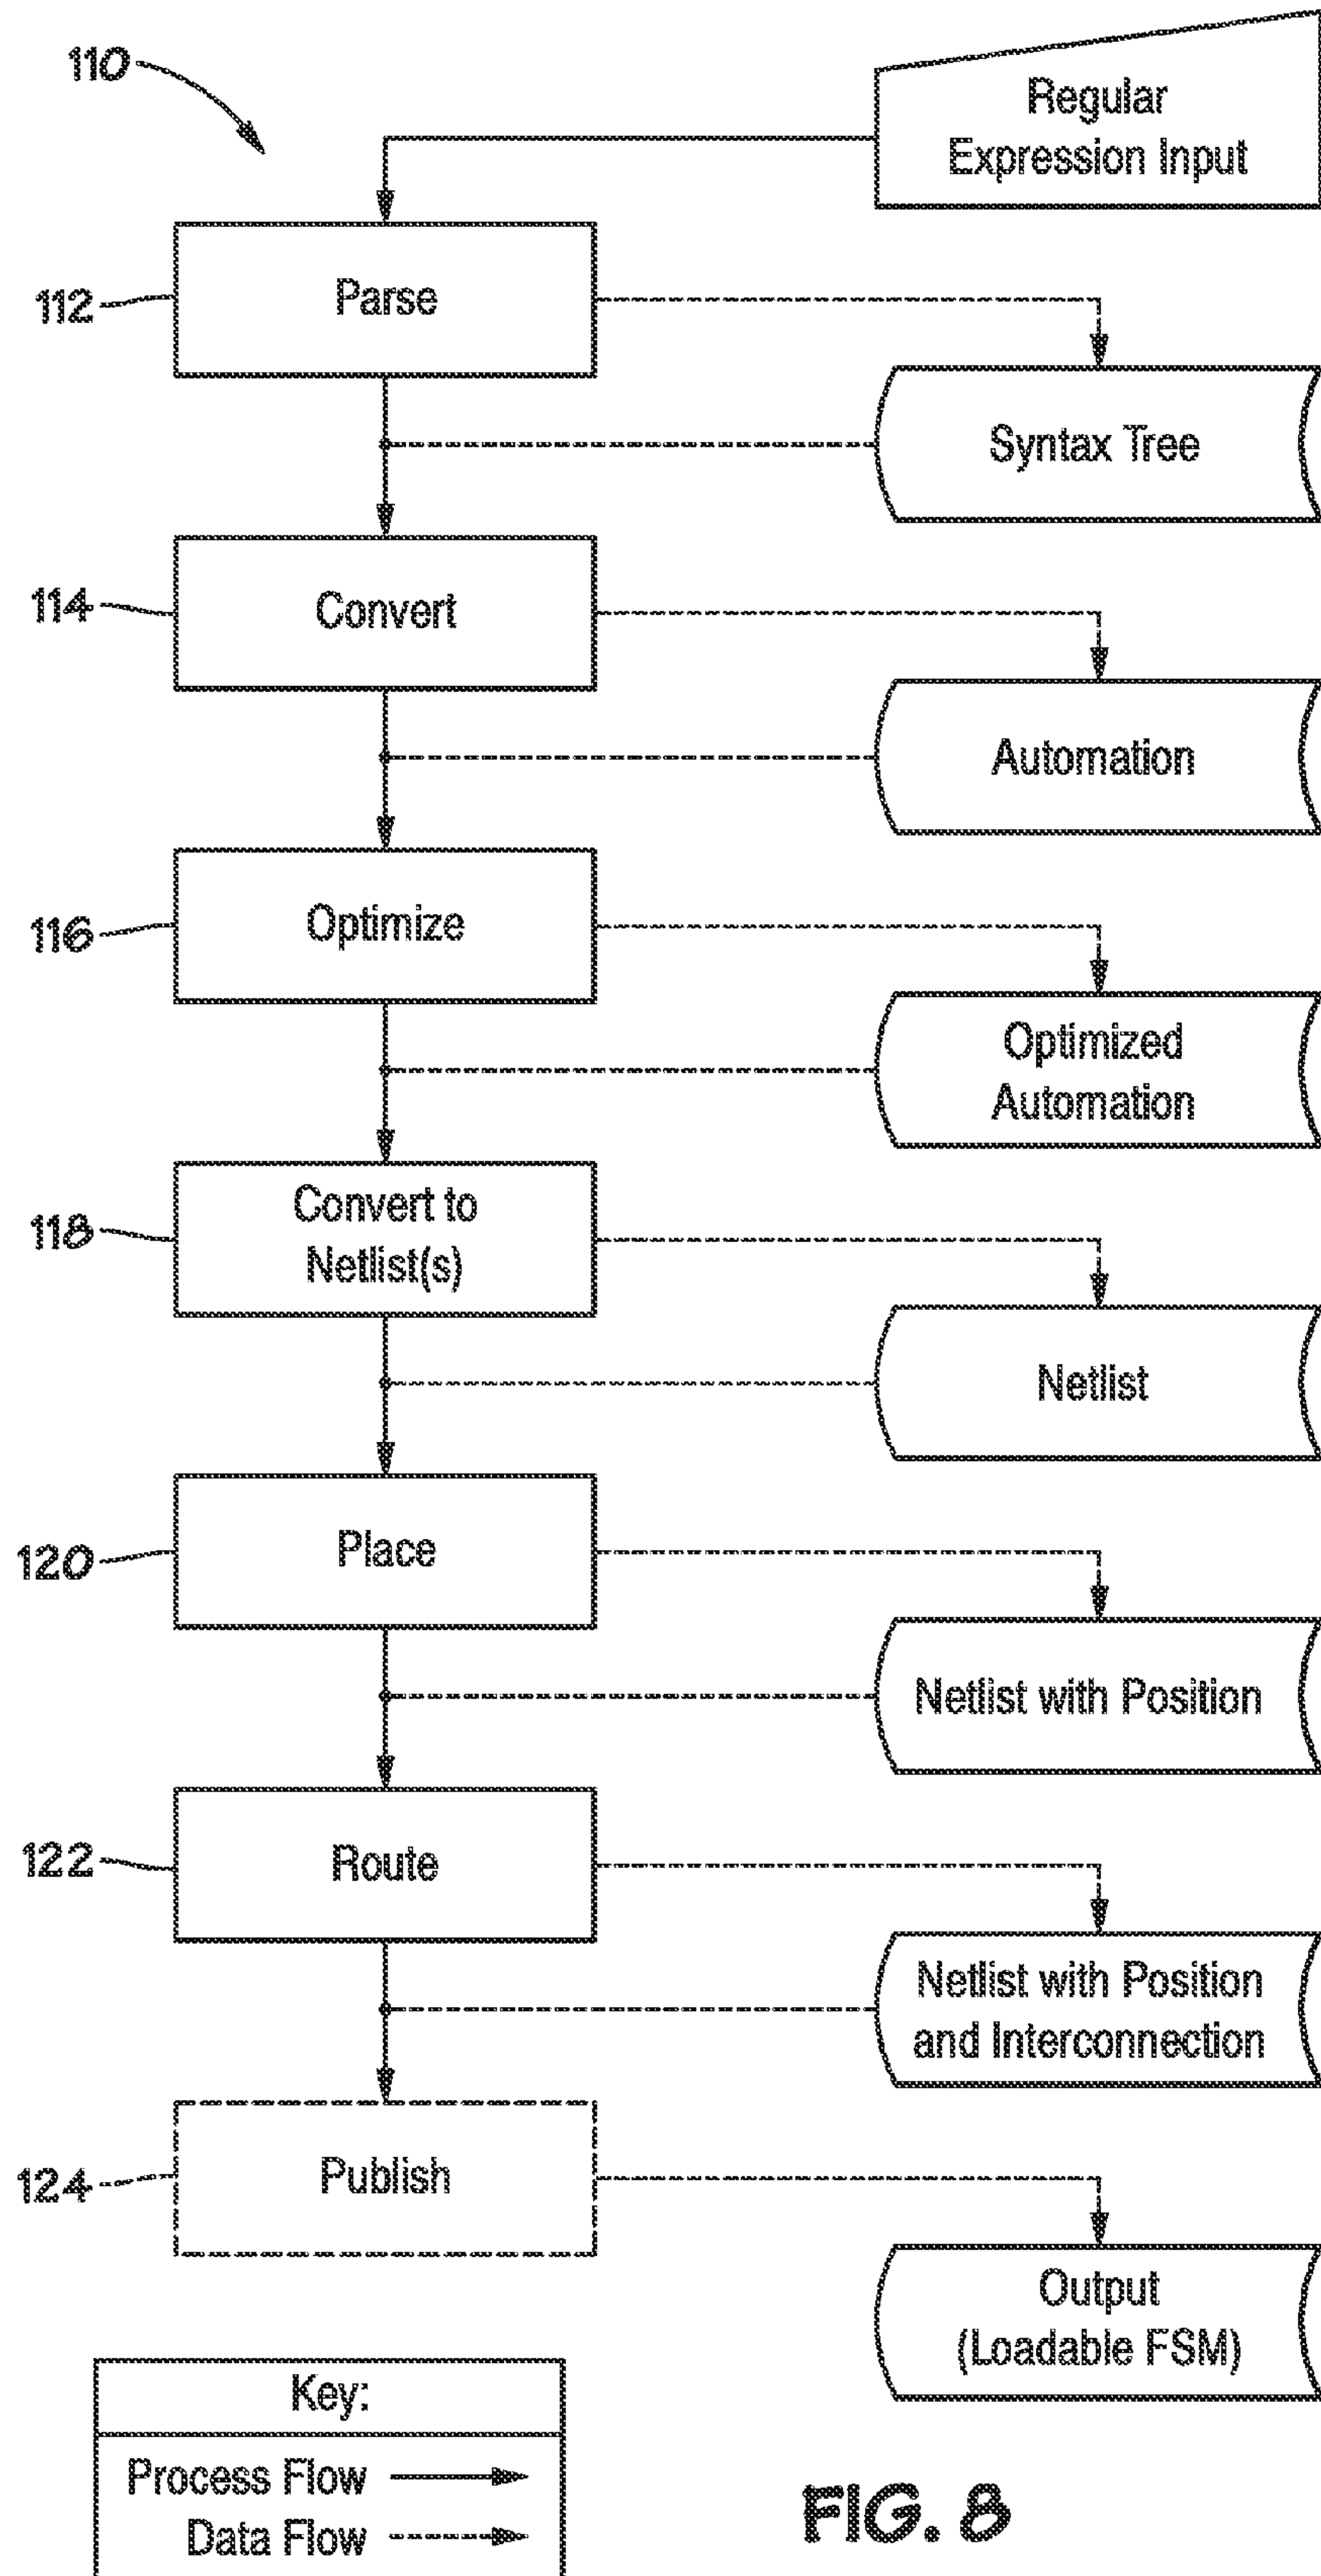 110
Regular
Expression Input
112
Parse
Syntax Tree
114
Convert
Automation
116
Optimize
Optimized
Automation
118
Convert to
Netlist(s)
Netlist
120
Place
Netlist with Position
122
Route
Netlist with Position
and Interconnection
124
Publish
Output
(Loadable FSM)
Key:
Process Flow
Data Flow
FIG. 8